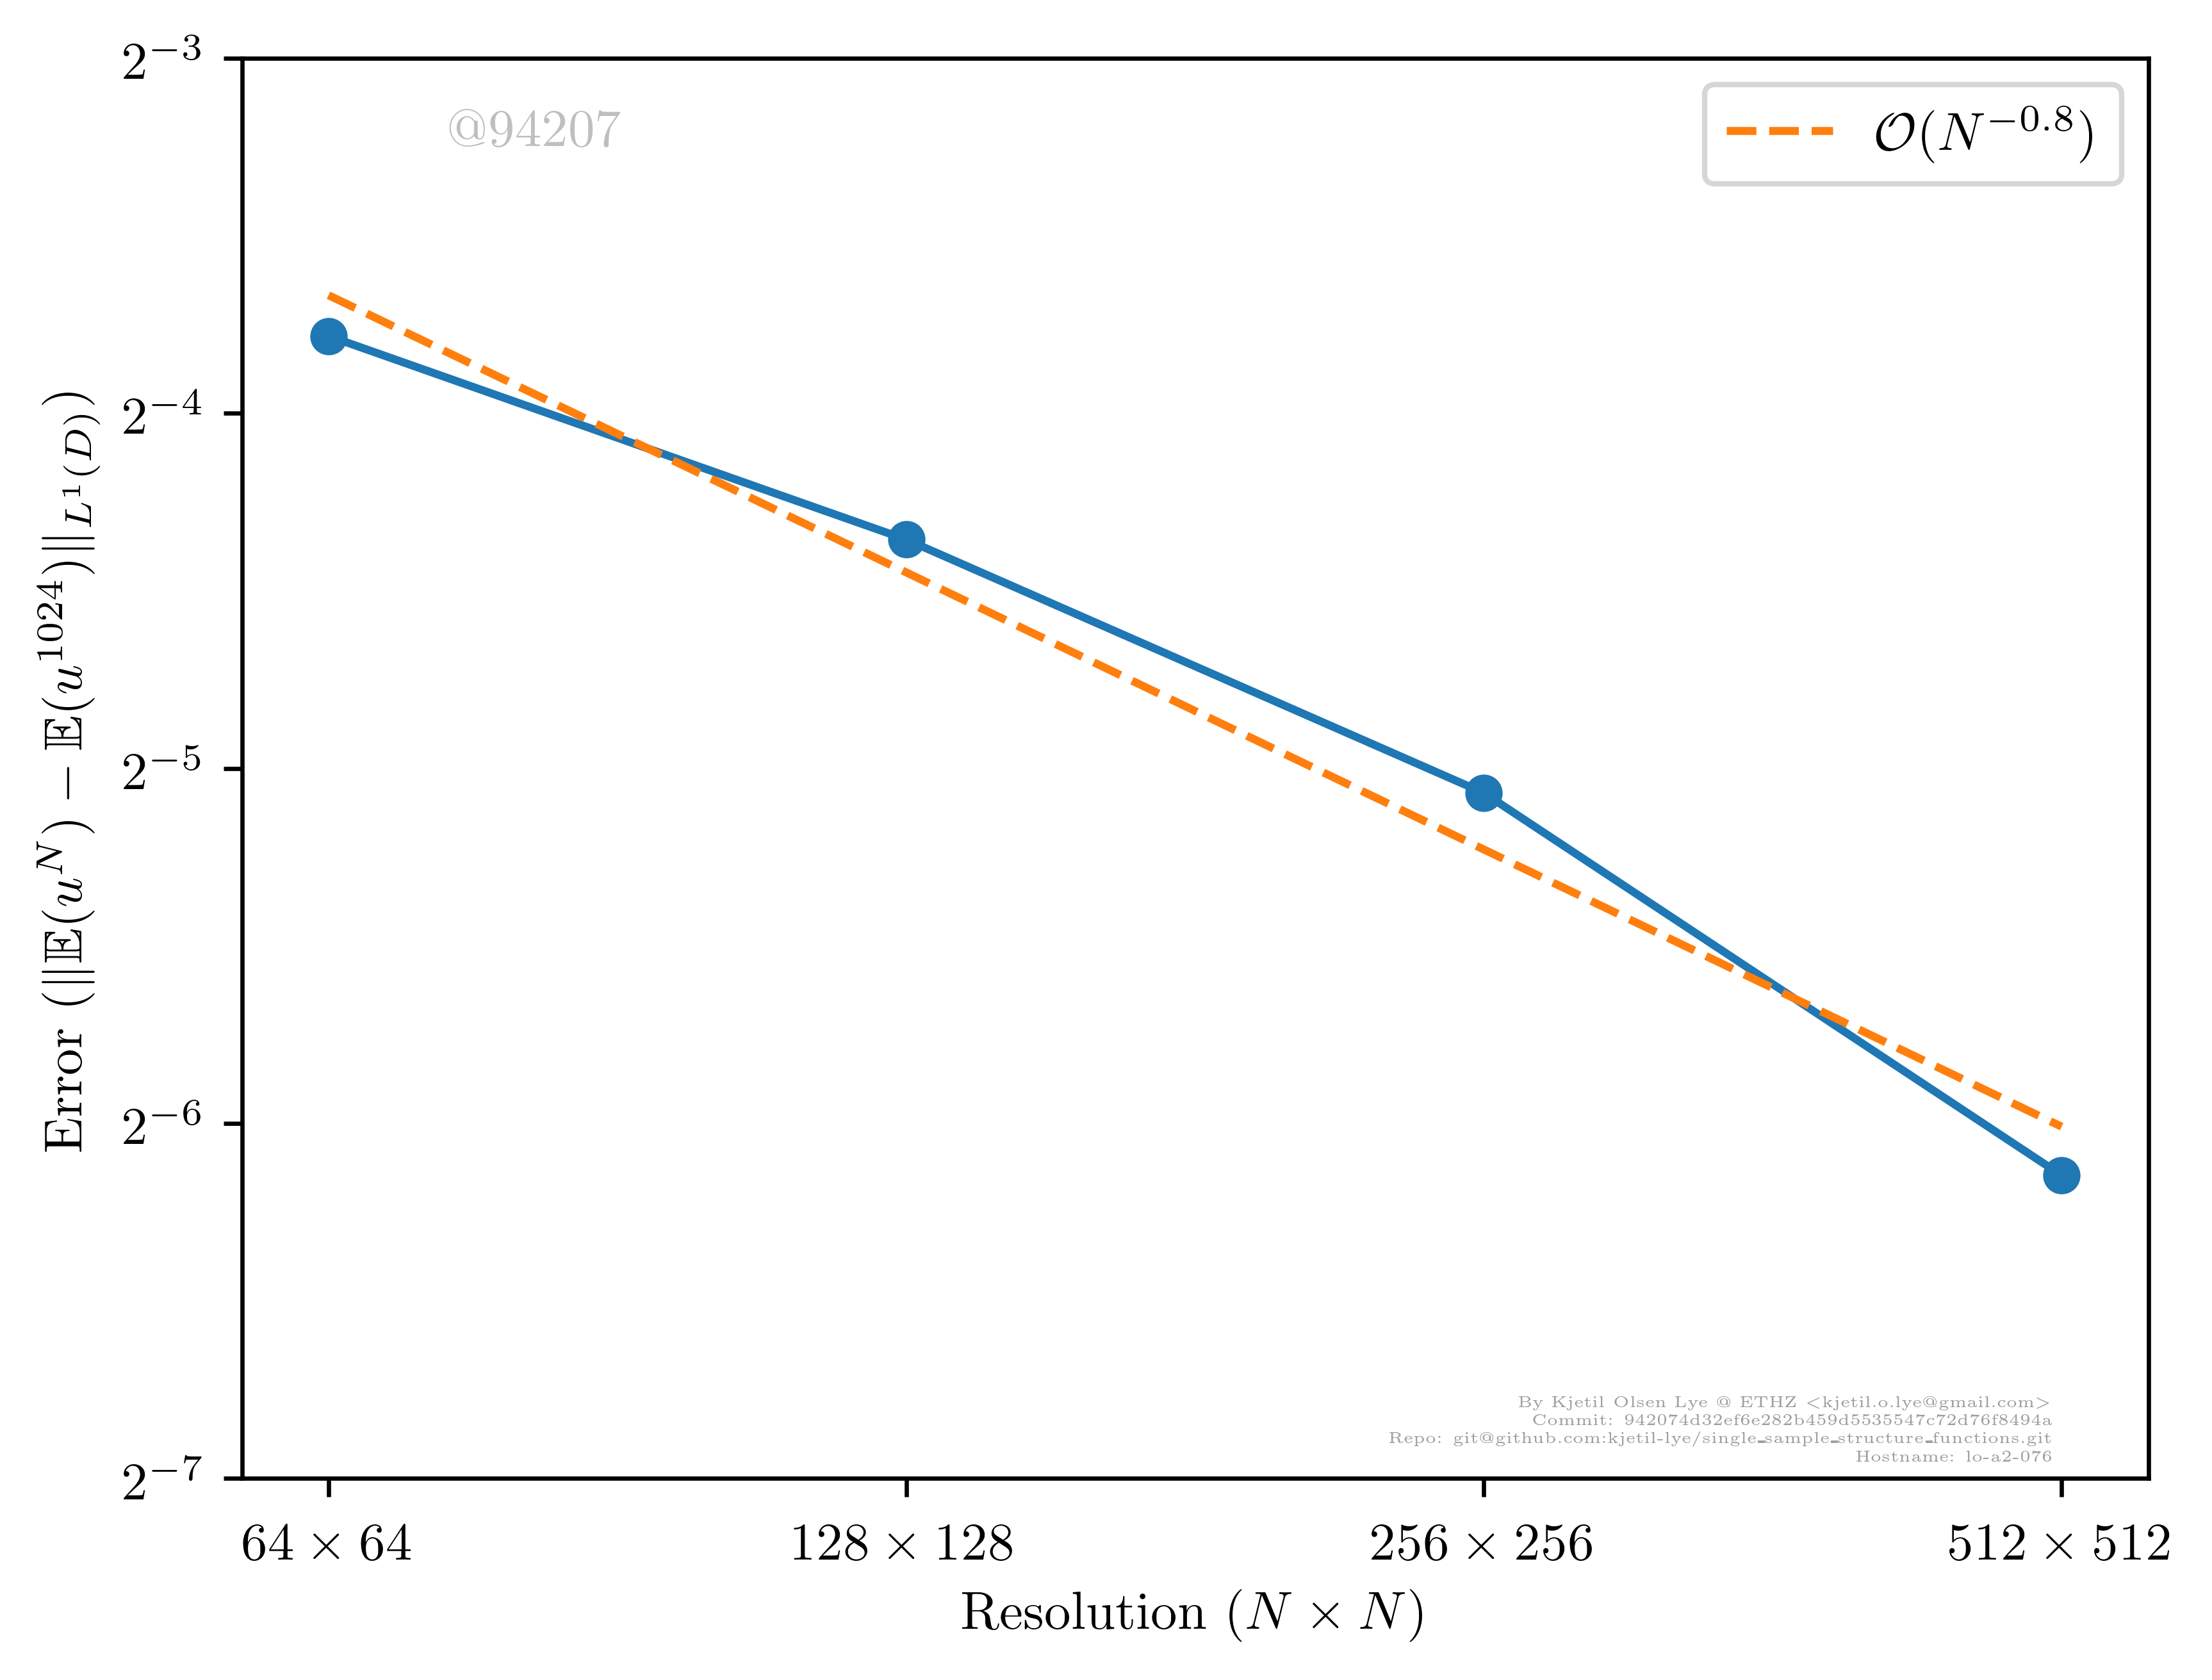 2^{-3}
@94207
\mathcal{O}(N^{-0.8})
2^{-4}
2^{-5}
2^{-6}
2^{-7}
Error (||𝔼(u^N) − 𝔼(u^{1024})||_{L^1(D)})
By Kjetil Olsen Lye @ ETHZ <kjetil.o.lye@gmail.com>
Commit: 942074d32ef6e282b459d5535547c72d76f8494a
Repo: git@github.com:kjetil-lye/single_sample_structure_functions.git
Hostname: lo-a2-076
64 × 64 128 × 128 256 × 256 512 × 512
Resolution (N × N)